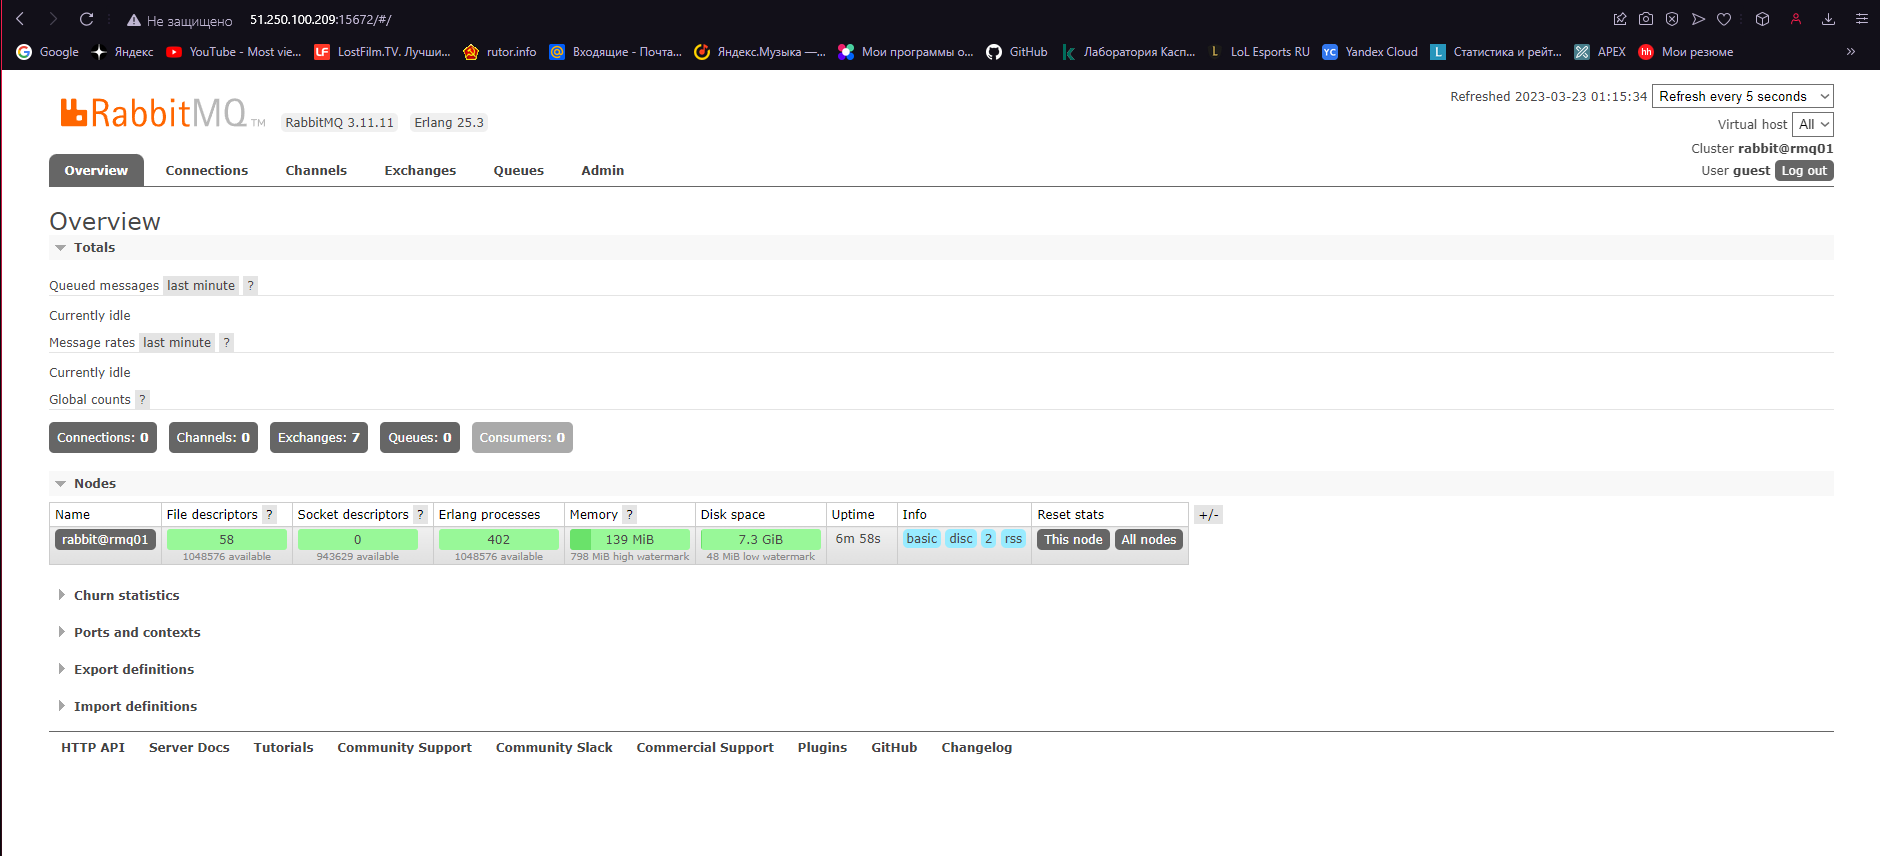 Не защищено 51.250.100.209:15672/#/
Google Яндекс YouTube - Most vie... LostFilm.TV. Лучши... rutor.info Входящие - Почта... Яндекс.Музыка —... Мои программы о... GitHub Лаборатория Касп... LoL Esports RU Yandex Cloud Статистика и рейт... APEX Мои резюме
RabbitMQ TM RabbitMQ 3.11.11 Erlang 25.3
Refreshed 2023-03-23 01:15:34 Refresh every 5 seconds
Virtual host All
Cluster rabbit@rmq01
User guest Log out
Overview Connections Channels Exchanges Queues Admin
Overview
Totals
Queued messages last minute ?
Currently idle
Message rates last minute ?
Currently idle
Global counts ?
Connections: 0 Channels: 0 Exchanges: 7 Queues: 0 Consumers: 0
Nodes
Name File descriptors ? Socket descriptors ? Erlang processes Memory ? Disk space Uptime Info Reset stats +/-
rabbit@rmq01 58 0 402 139 MiB 7.3 GiB 6m 58s basic disc 2 rss This node All nodes
1048576 available 943629 available 1048576 available 798 MiB high watermark 48 MiB low watermark
Churn statistics
Ports and contexts
Export definitions
Import definitions
HTTP API Server Docs Tutorials Community Support Community Slack Commercial Support Plugins GitHub Changelog